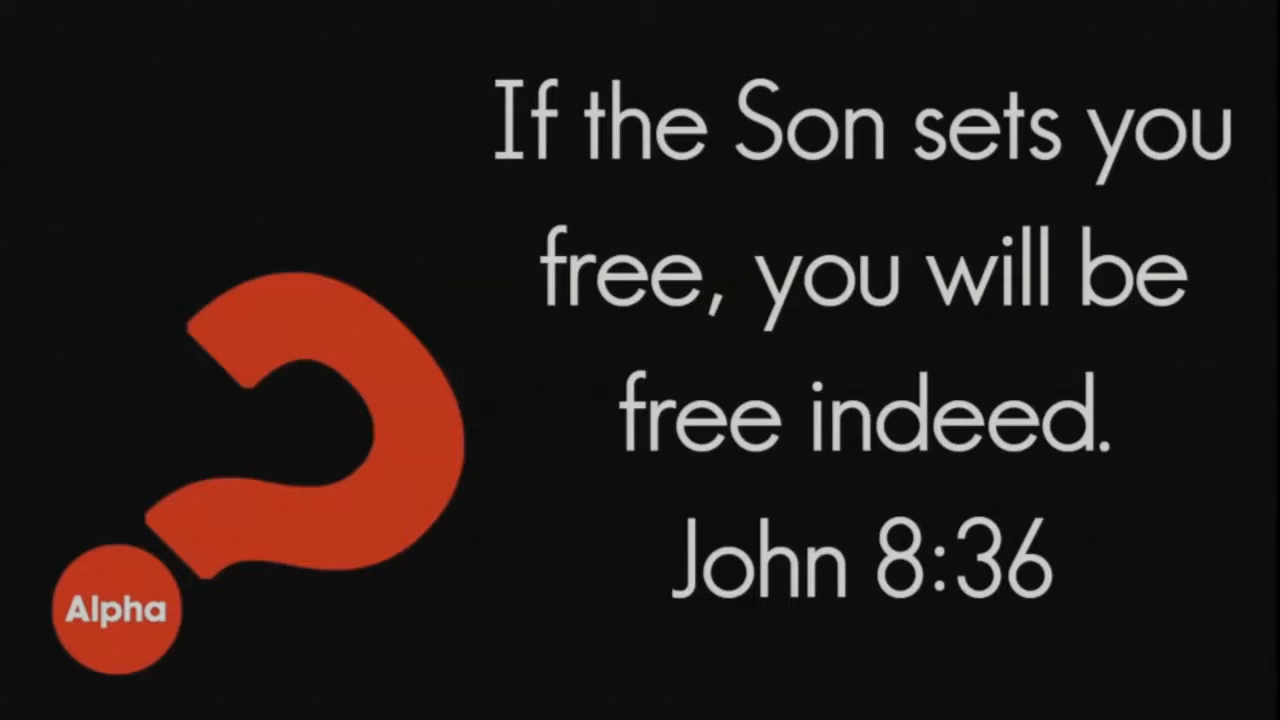 If the Son sets you
free, you will be
free indeed.
John 8:36
Alpha